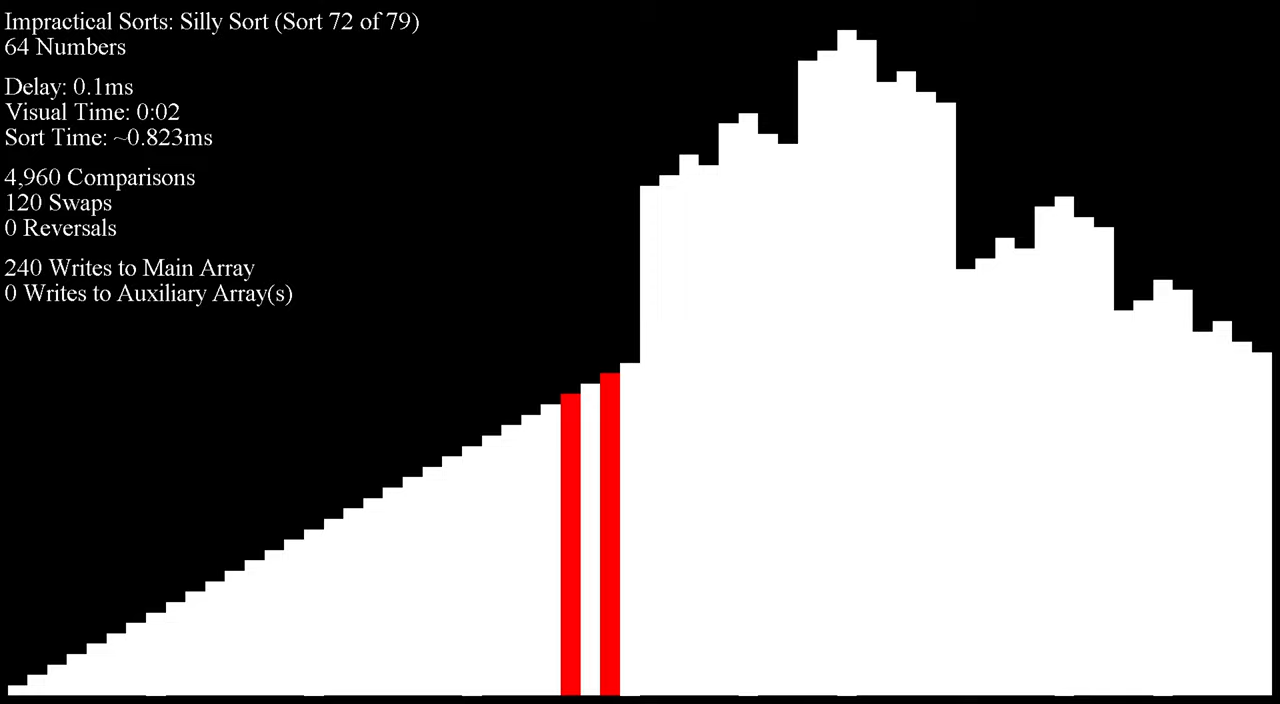 Impractical Sorts: Silly Sort (Sort 72 of 79)
64 Numbers
Delay: 0.1ms
Visual Time: 0:02
Sort Time: ~0.823ms
4,960 Comparisons
120 Swaps
0 Reversals
240 Writes to Main Array
0 Writes to Auxiliary Array(s)